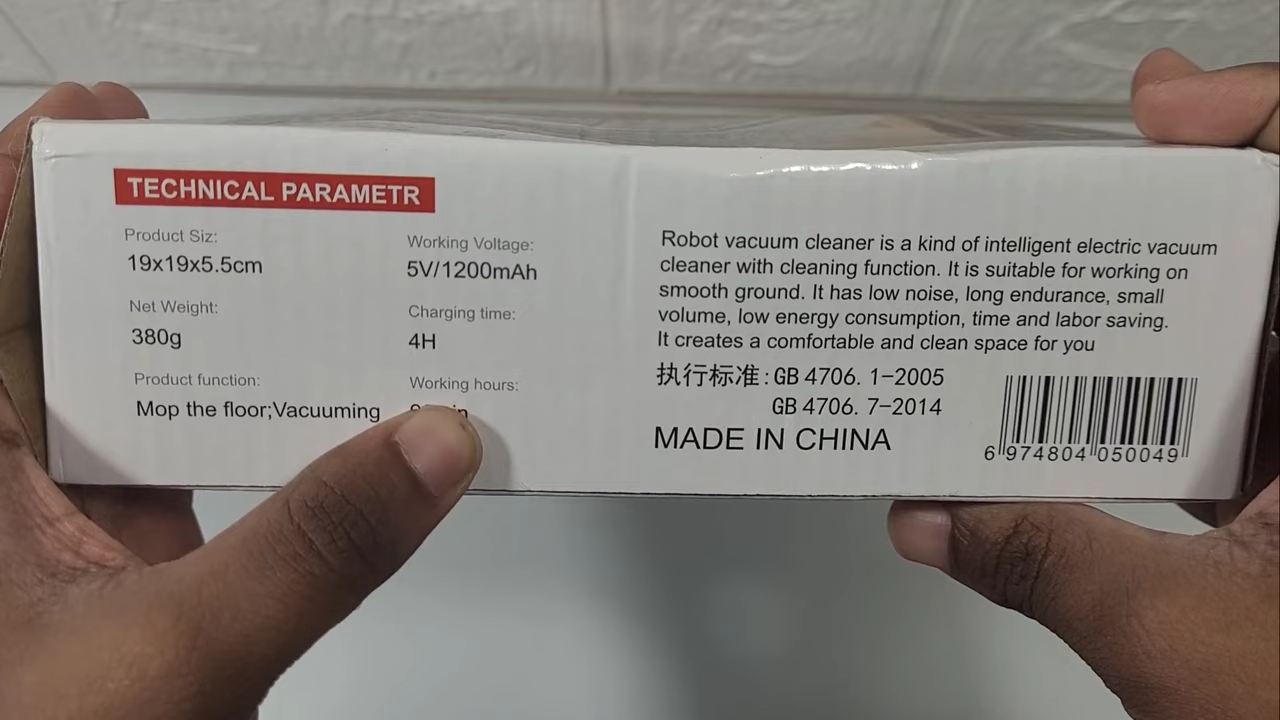 TECHNICAL PARAMETR
Product Siz:
19x19x5.5cm
Working Voltage:
5V/1200mAh
Net Weight:
380g
Charging time:
4H
Product function:
Mop the floor;Vacuuming
Working hours:
Robot vacuum cleaner is a kind of intelligent electric vacuum
cleaner with cleaning function. It is suitable for working on
smooth ground. It has low noise, long endurance, small
volume, low energy consumption, time and labor saving.
It creates a comfortable and clean space for you
执行标准:GB 4706. 1-2005
GB 4706. 7-2014
MADE IN CHINA
6 974804 050049